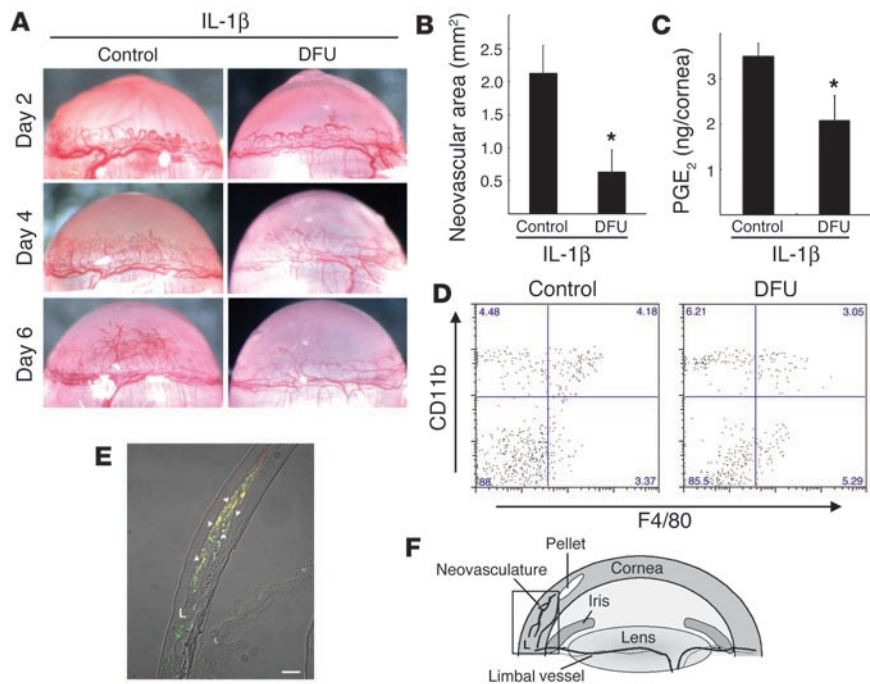 A
IL-1β
Control
DFU
Day 2
Day 4
Day 6
B
Neovascular area (mm²)
2.5
2.0
1.5
1.0
0.5
*
Control
DFU
IL-1β
C
PGE₂ (ng/cornea)
3
2
1
*
Control
DFU
IL-1β
D
Control
DFU
4.48
4.18
88
3.37
6.21
3.05
85.5
5.29
CD11b
F4/80
E
L
F
Pellet
Neovasculature
Cornea
Iris
Lens
L
Limbal vessel